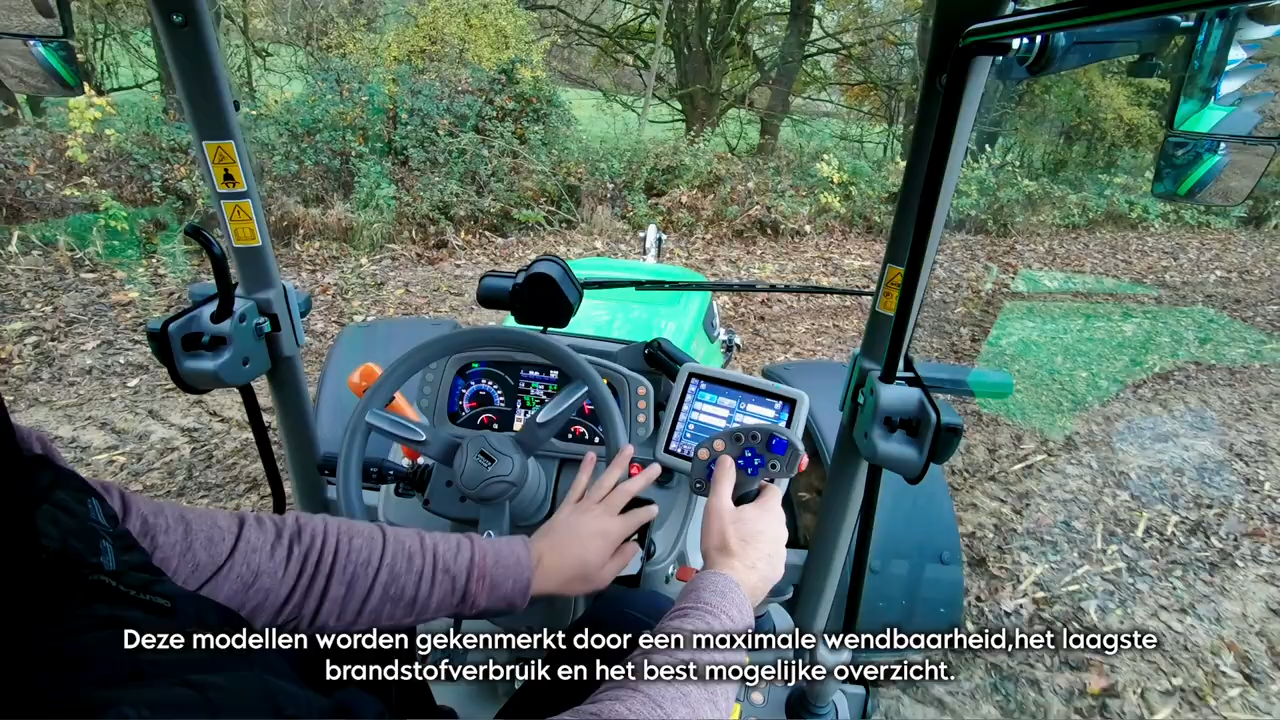 Deze modellen worden gekenmerkt door een maximale wendbaarheid,het laagste
brandstofverbruik en het best mogelijke overzicht.